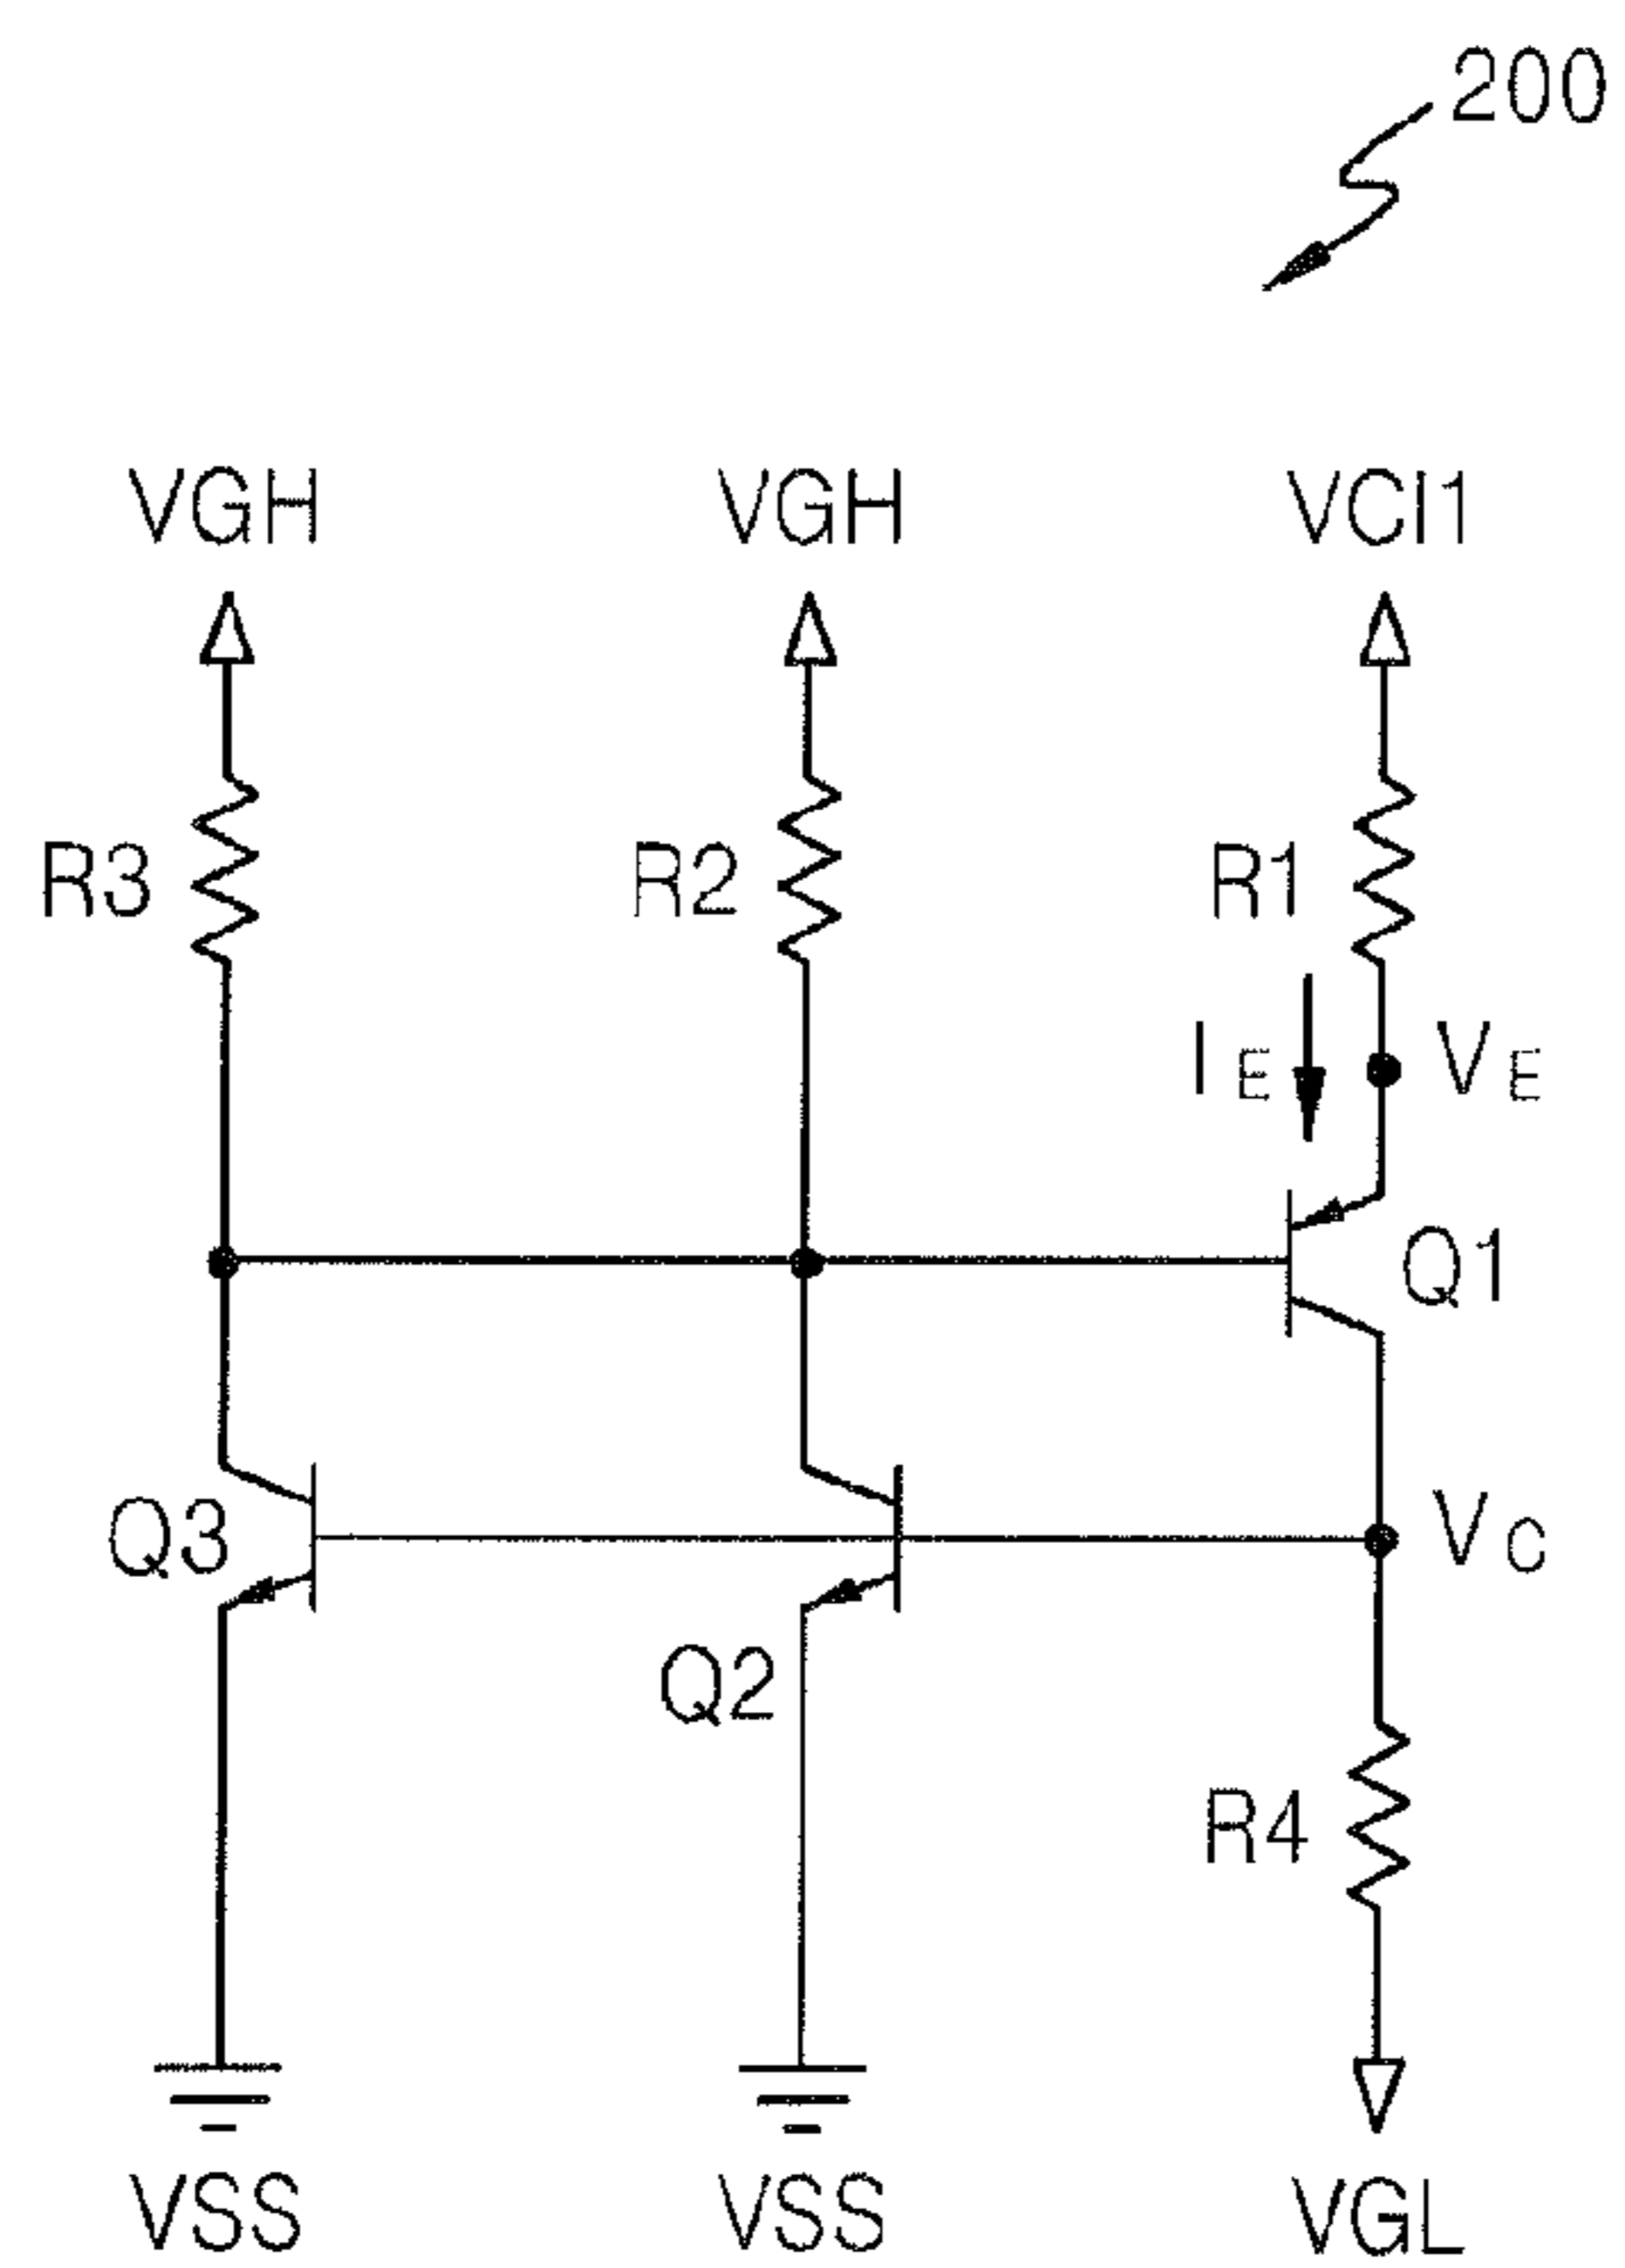 200
VGH VGH VCI1
R3 R2 R1
IE VE
Q1
Q3 VC
Q2
R4
VSS VSS VGL